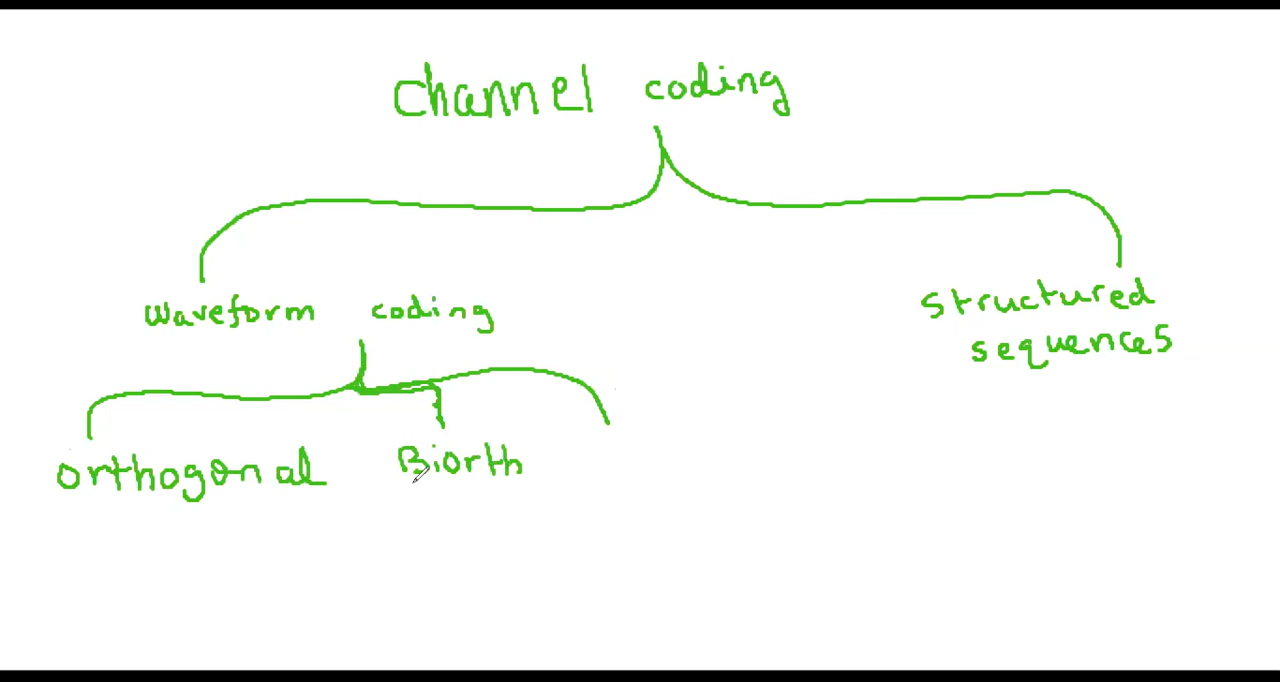 channel coding
waveform coding
structured
sequences
orthogonal Biorth